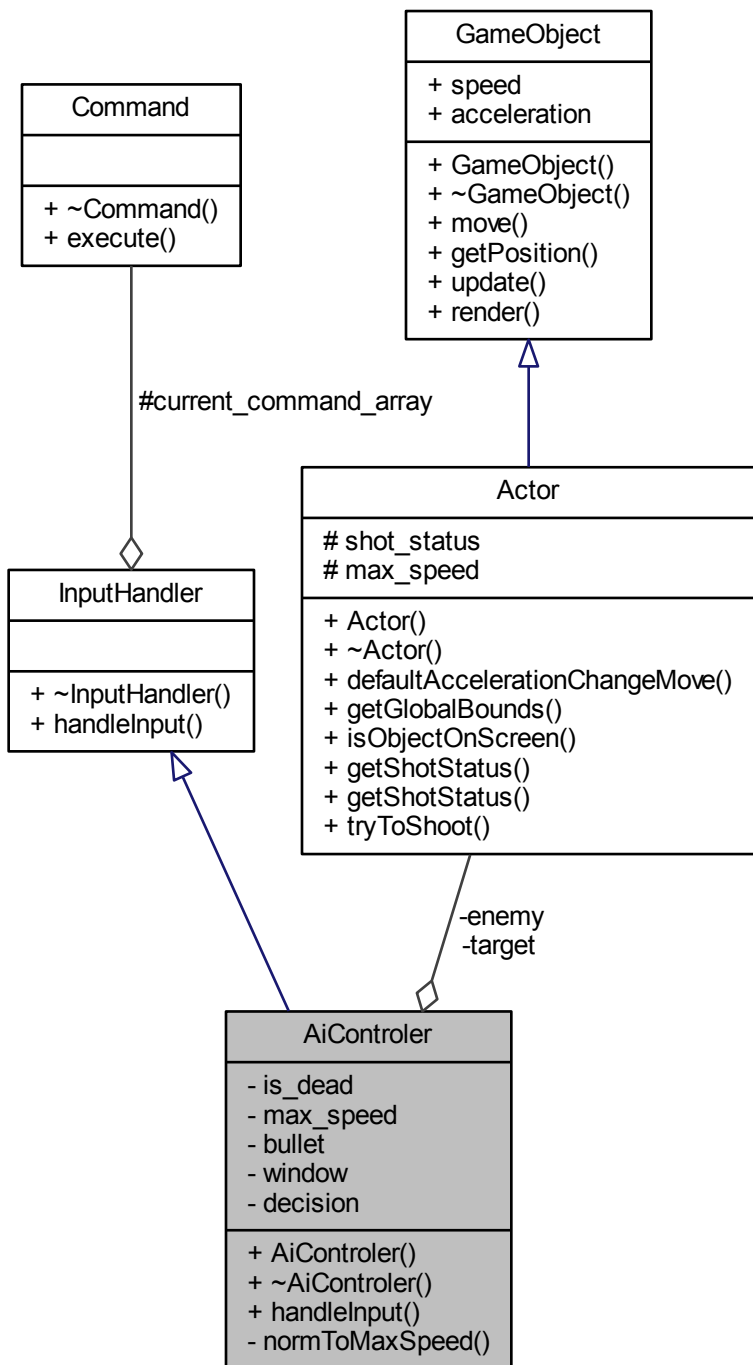 GameObject
+ speed
+ acceleration
+ GameObject()
+ ~GameObject()
+ move()
+ getPosition()
+ update()
+ render()
Command
+ ~Command()
+ execute()
#current_command_array
InputHandler
+ ~InputHandler()
+ handleInput()
Actor
# shot_status
# max_speed
+ Actor()
+ ~Actor()
+ defaultAccelerationChangeMove()
+ getGlobalBounds()
+ isObjectOnScreen()
+ getShotStatus()
+ getShotStatus()
+ tryToShoot()
-enemy
-target
AiControler
- is_dead
- max_speed
- bullet
- window
- decision
+ AiControler()
+ ~AiControler()
+ handleInput()
- normToMaxSpeed()